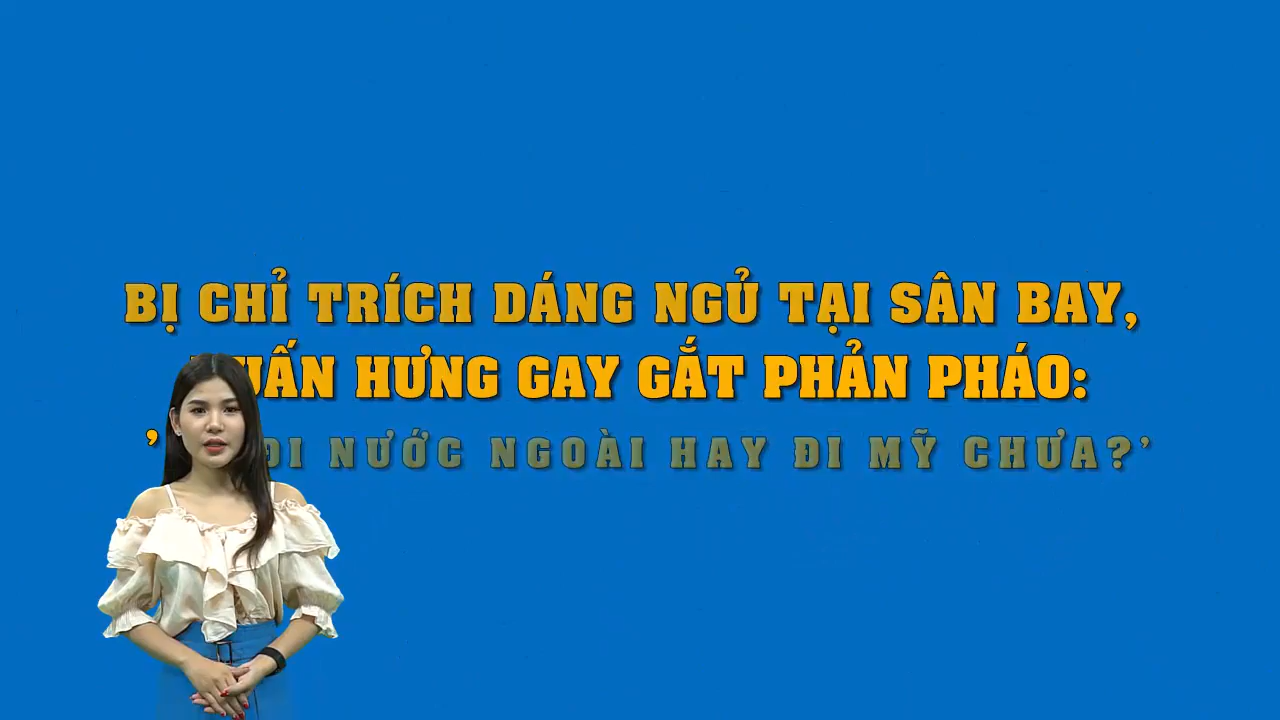 BỊ CHỈ TRÍCH DÁNG NGỦ TẠI SÂN BAY,
HƯNG GAY GẮT PHẢN PHÁO:
' ĐI NƯỚC NGOÀI HAY ĐI MỸ CHƯA?'